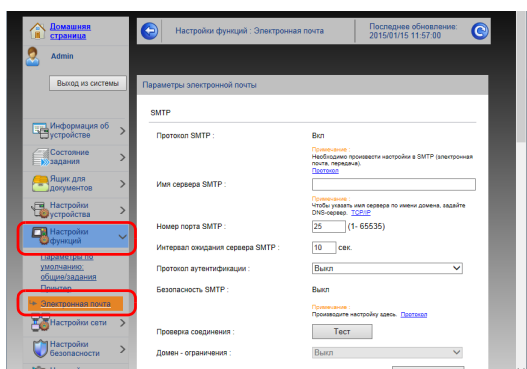 Домашняя
страница
Настройки функций : Электронная почта
Последнее обновление:
2015/01/15 11:57:00
Admin
Выход из системы
Информация об
устройстве
Состояние
задания
Ящик для
документов
Настройки
устройства
Настройки
функций
Параметры по
умолчанию:
общие/задания
Принтер
Электронная почта
Настройки сети
Настройки
безопасности
Параметры электронной почты
SMTP
Протокол SMTP :
Вкл
Примечание :
Необходимо произвести настройки в SMTP (электронная
почта, передача).
Протокол
Имя сервера SMTP :
Примечание :
Чтобы указать имя сервера по имени домена, задайте
DNS-сервер. TCP/IP
Номер порта SMTP :
25 (1- 65535)
Интервал ожидания сервера SMTP :
10 сек.
Протокол аутентификации :
Выкл
Безопасность SMTP :
Выкл
Примечание :
Производите настройку здесь. Протокол
Проверка соединения :
Тест
Домен - ограничения :
Выкл